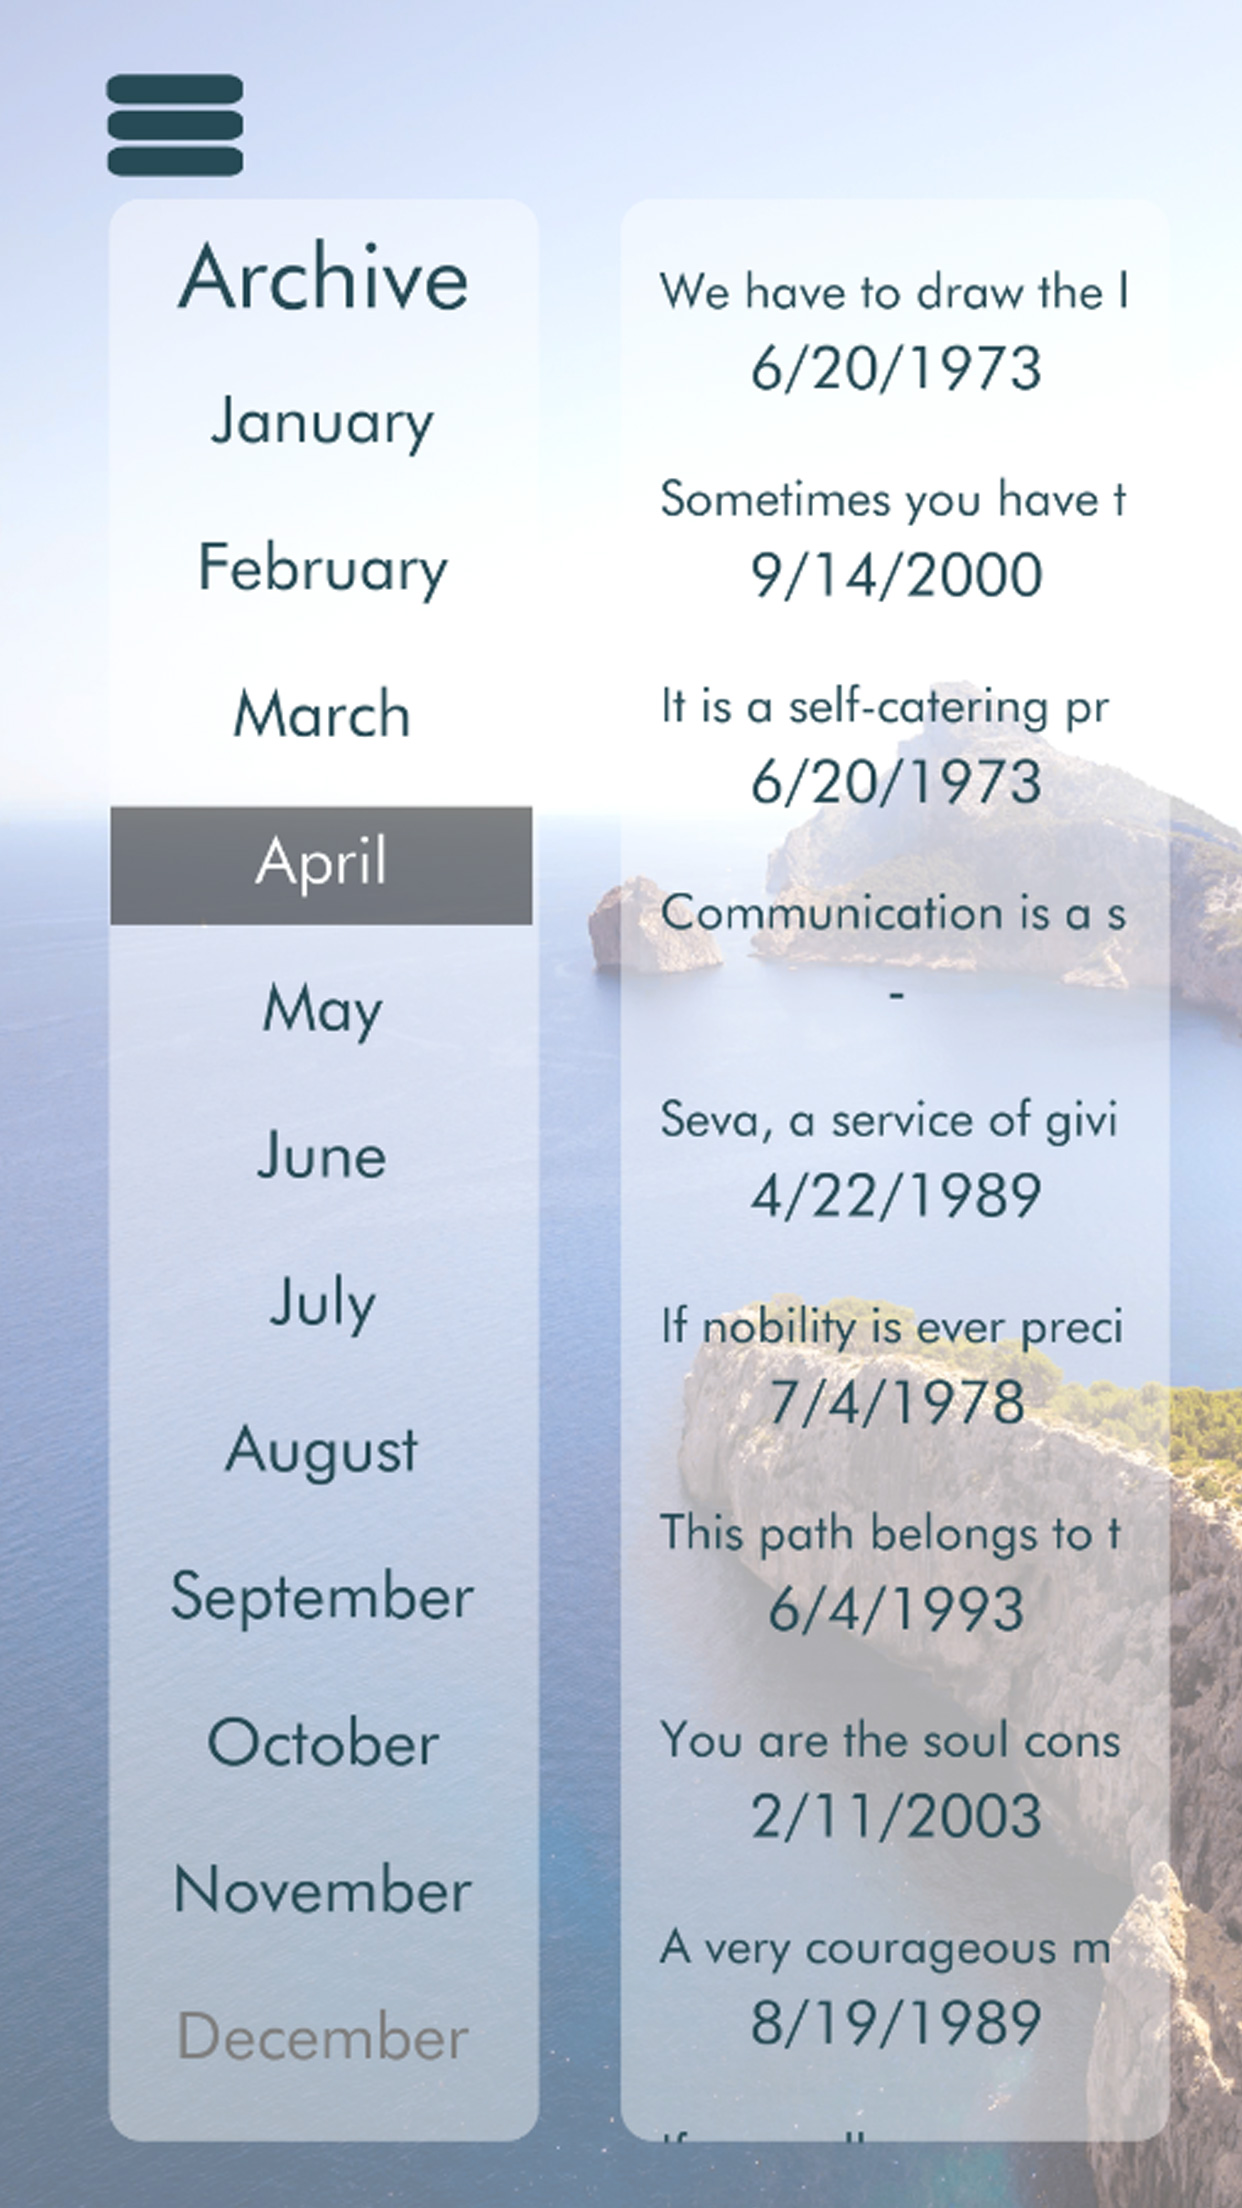 Archive
January
February
March
April
May
June
July
August
September
October
November
December
We have to draw the l
6/20/1973
Sometimes you have t
9/14/2000
It is a self-catering pr
6/20/1973
Communication is a s
-
Seva, a service of givi
4/22/1989
If nobility is ever preci
7/4/1978
This path belongs to t
6/4/1993
You are the soul cons
2/11/2003
A very courageous m
8/19/1989